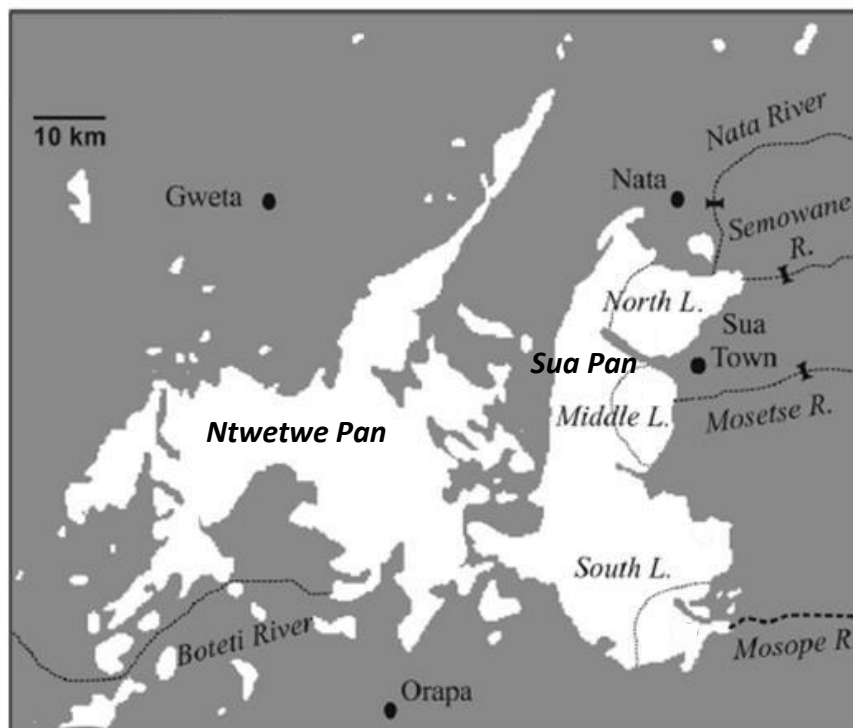 10 km
Gweta
Nata
Nata River
Semowane
R.
North L.
Sua
Town
Sua Pan
Ntwetwe Pan
Middle L.
Mosetse R.
South L.
Boteti River
Mosope R
Orapa